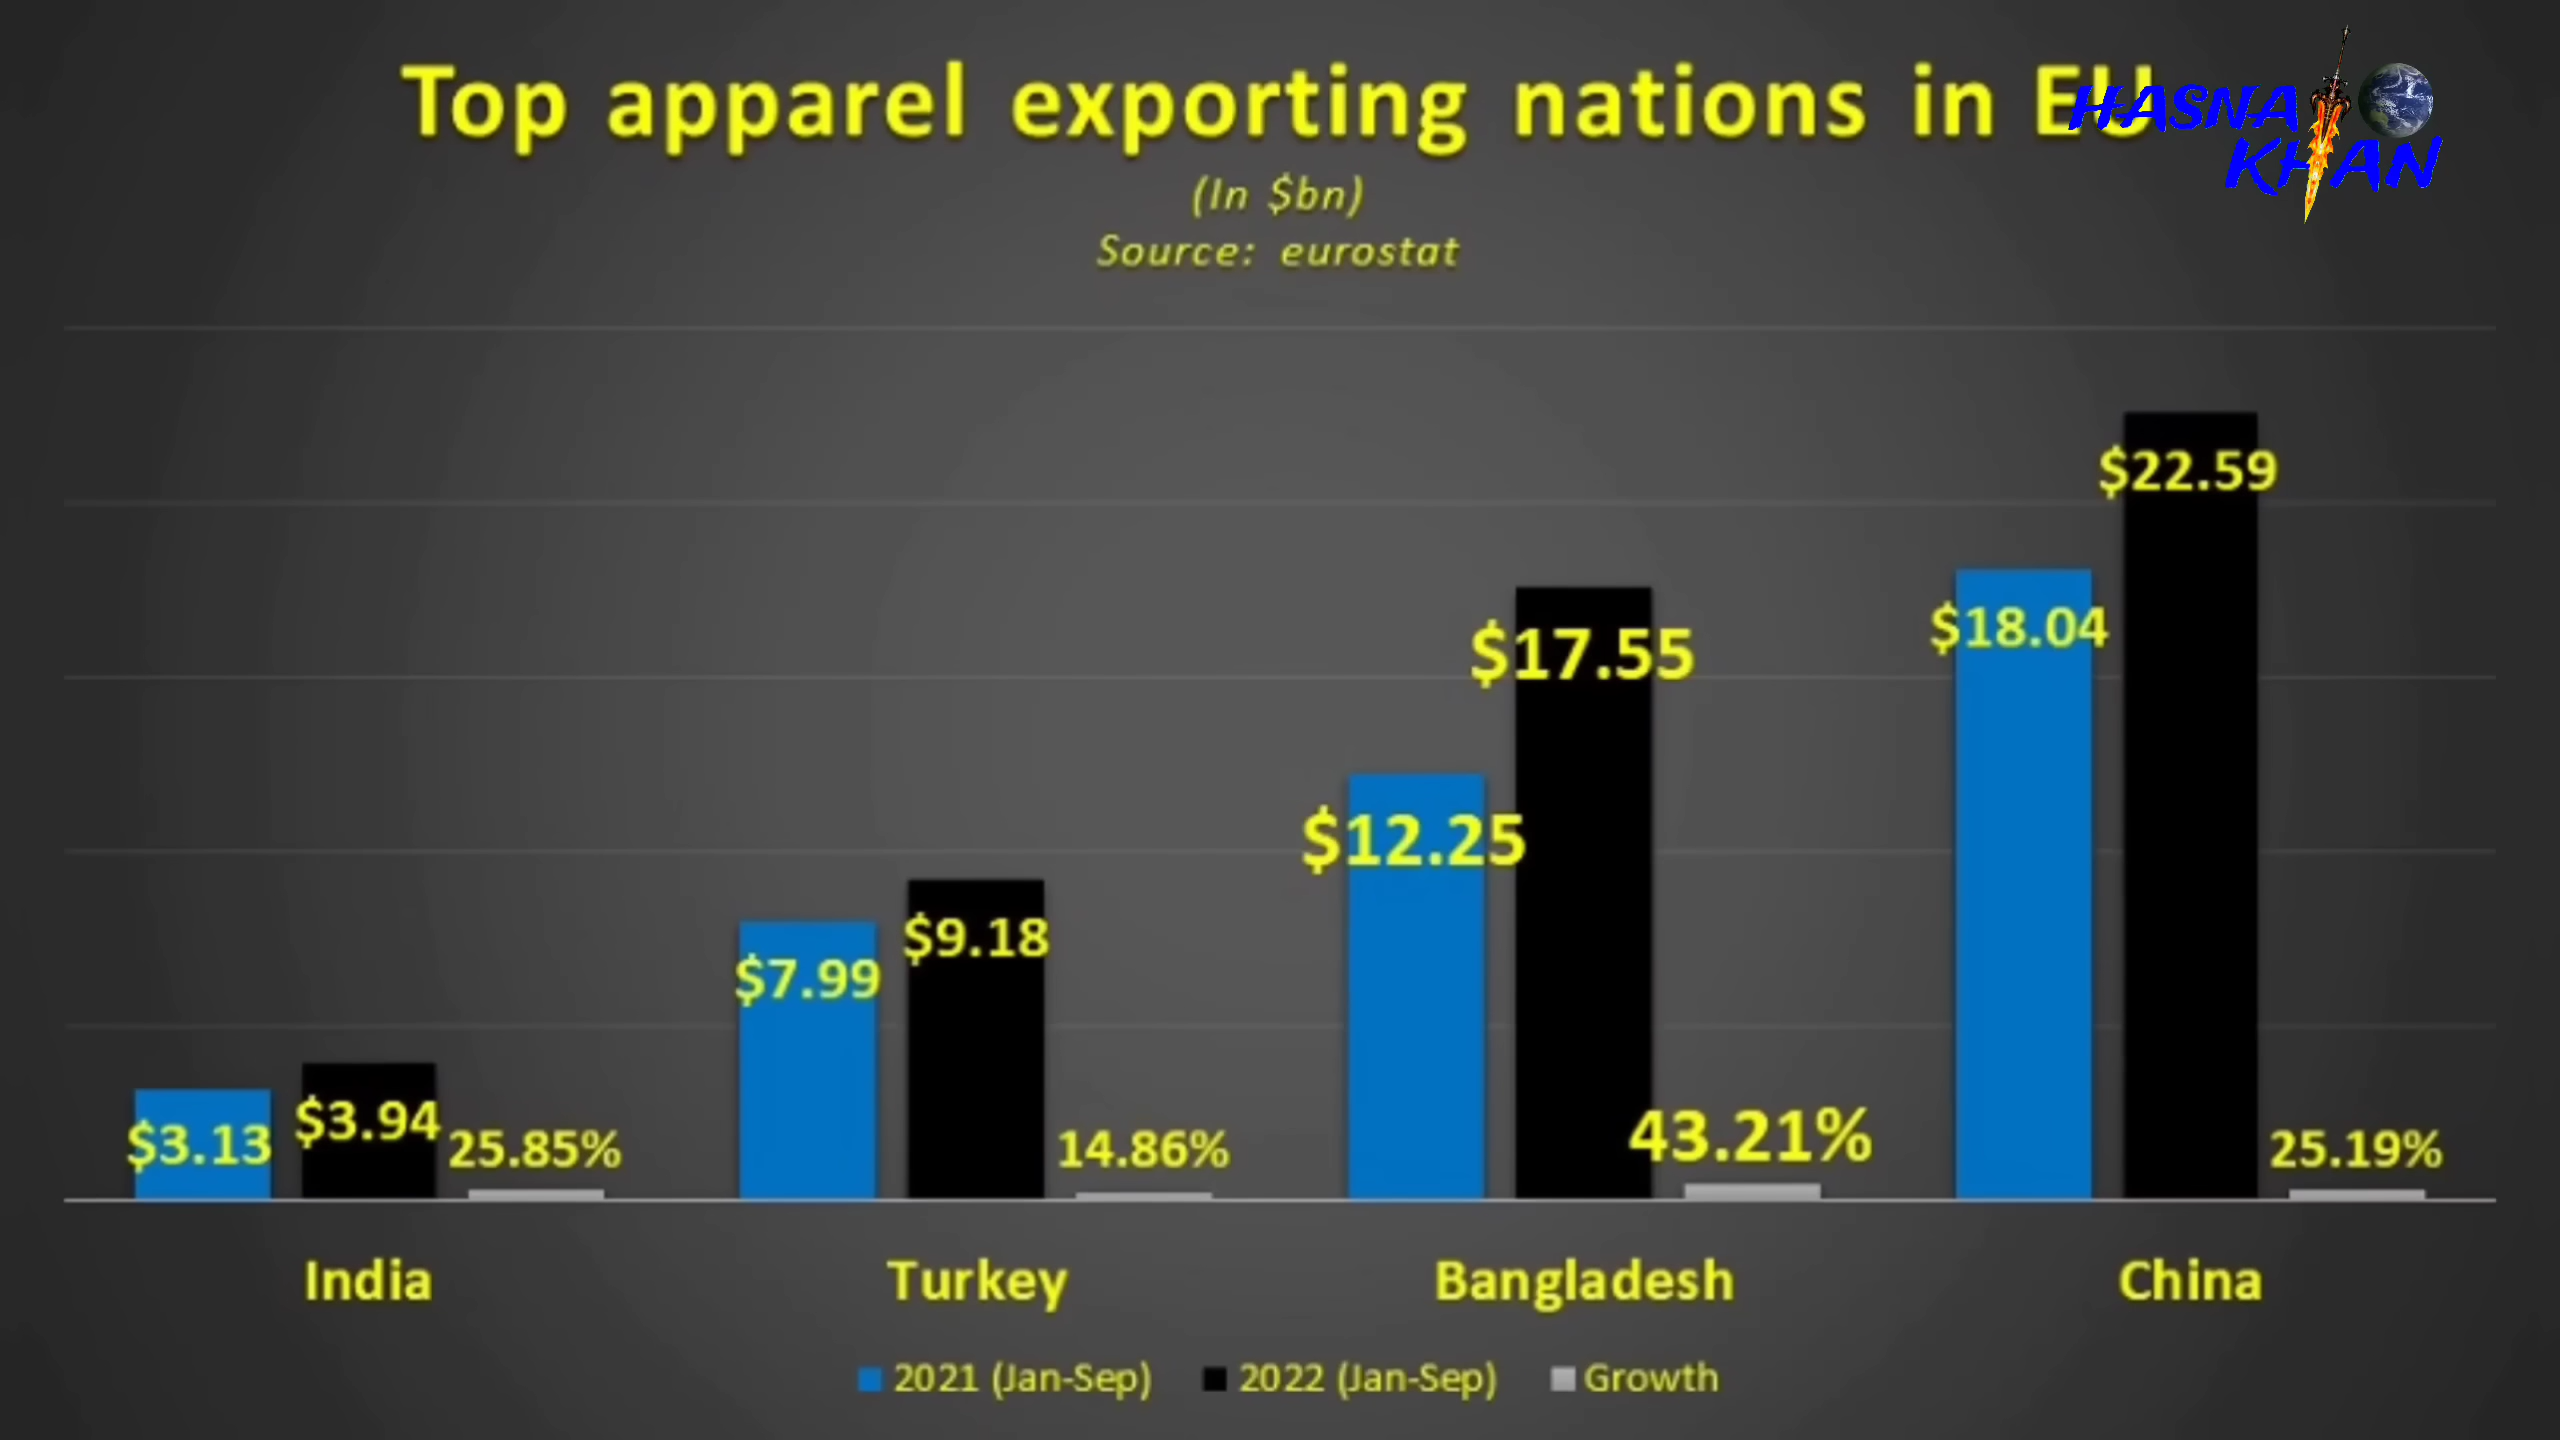 Top apparel exporting nations in EU
HASNA
KHAN
(In $bn)
Source: eurostat
$22.59
$18.04
$17.55
$12.25
$9.18
$7.99
$3.94
$3.13
25.85%
14.86%
43.21%
25.19%
India
Turkey
Bangladesh
China
2021 (Jan-Sep)
2022 (Jan-Sep)
Growth